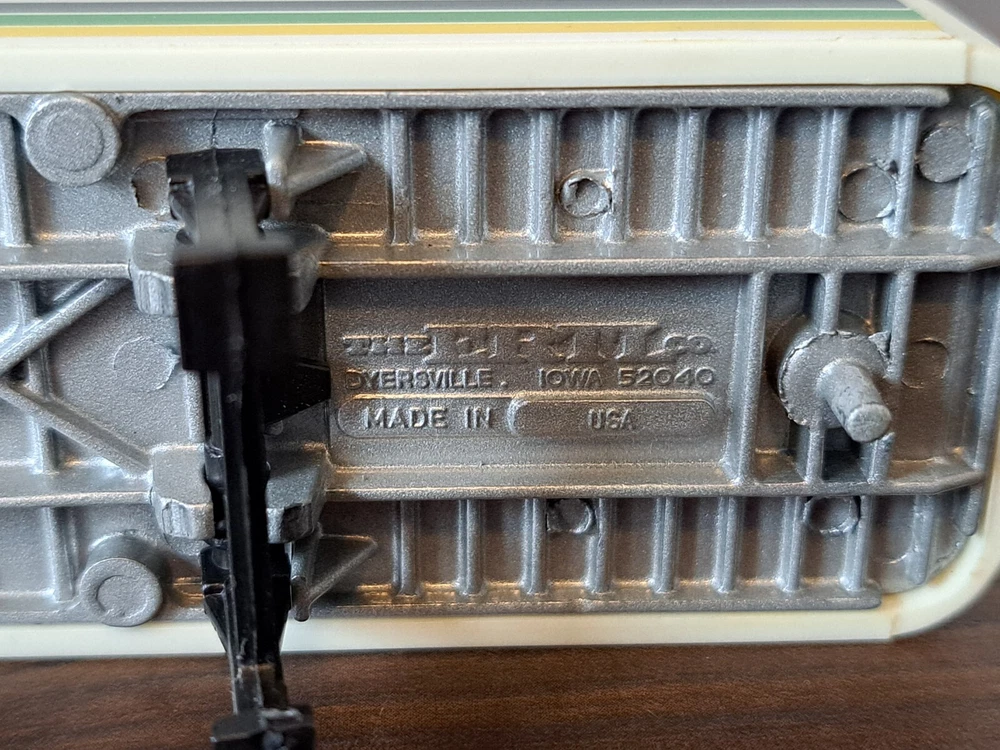 THE ERTL CO.
DYERSVILLE. IOWA 52040
MADE IN USA